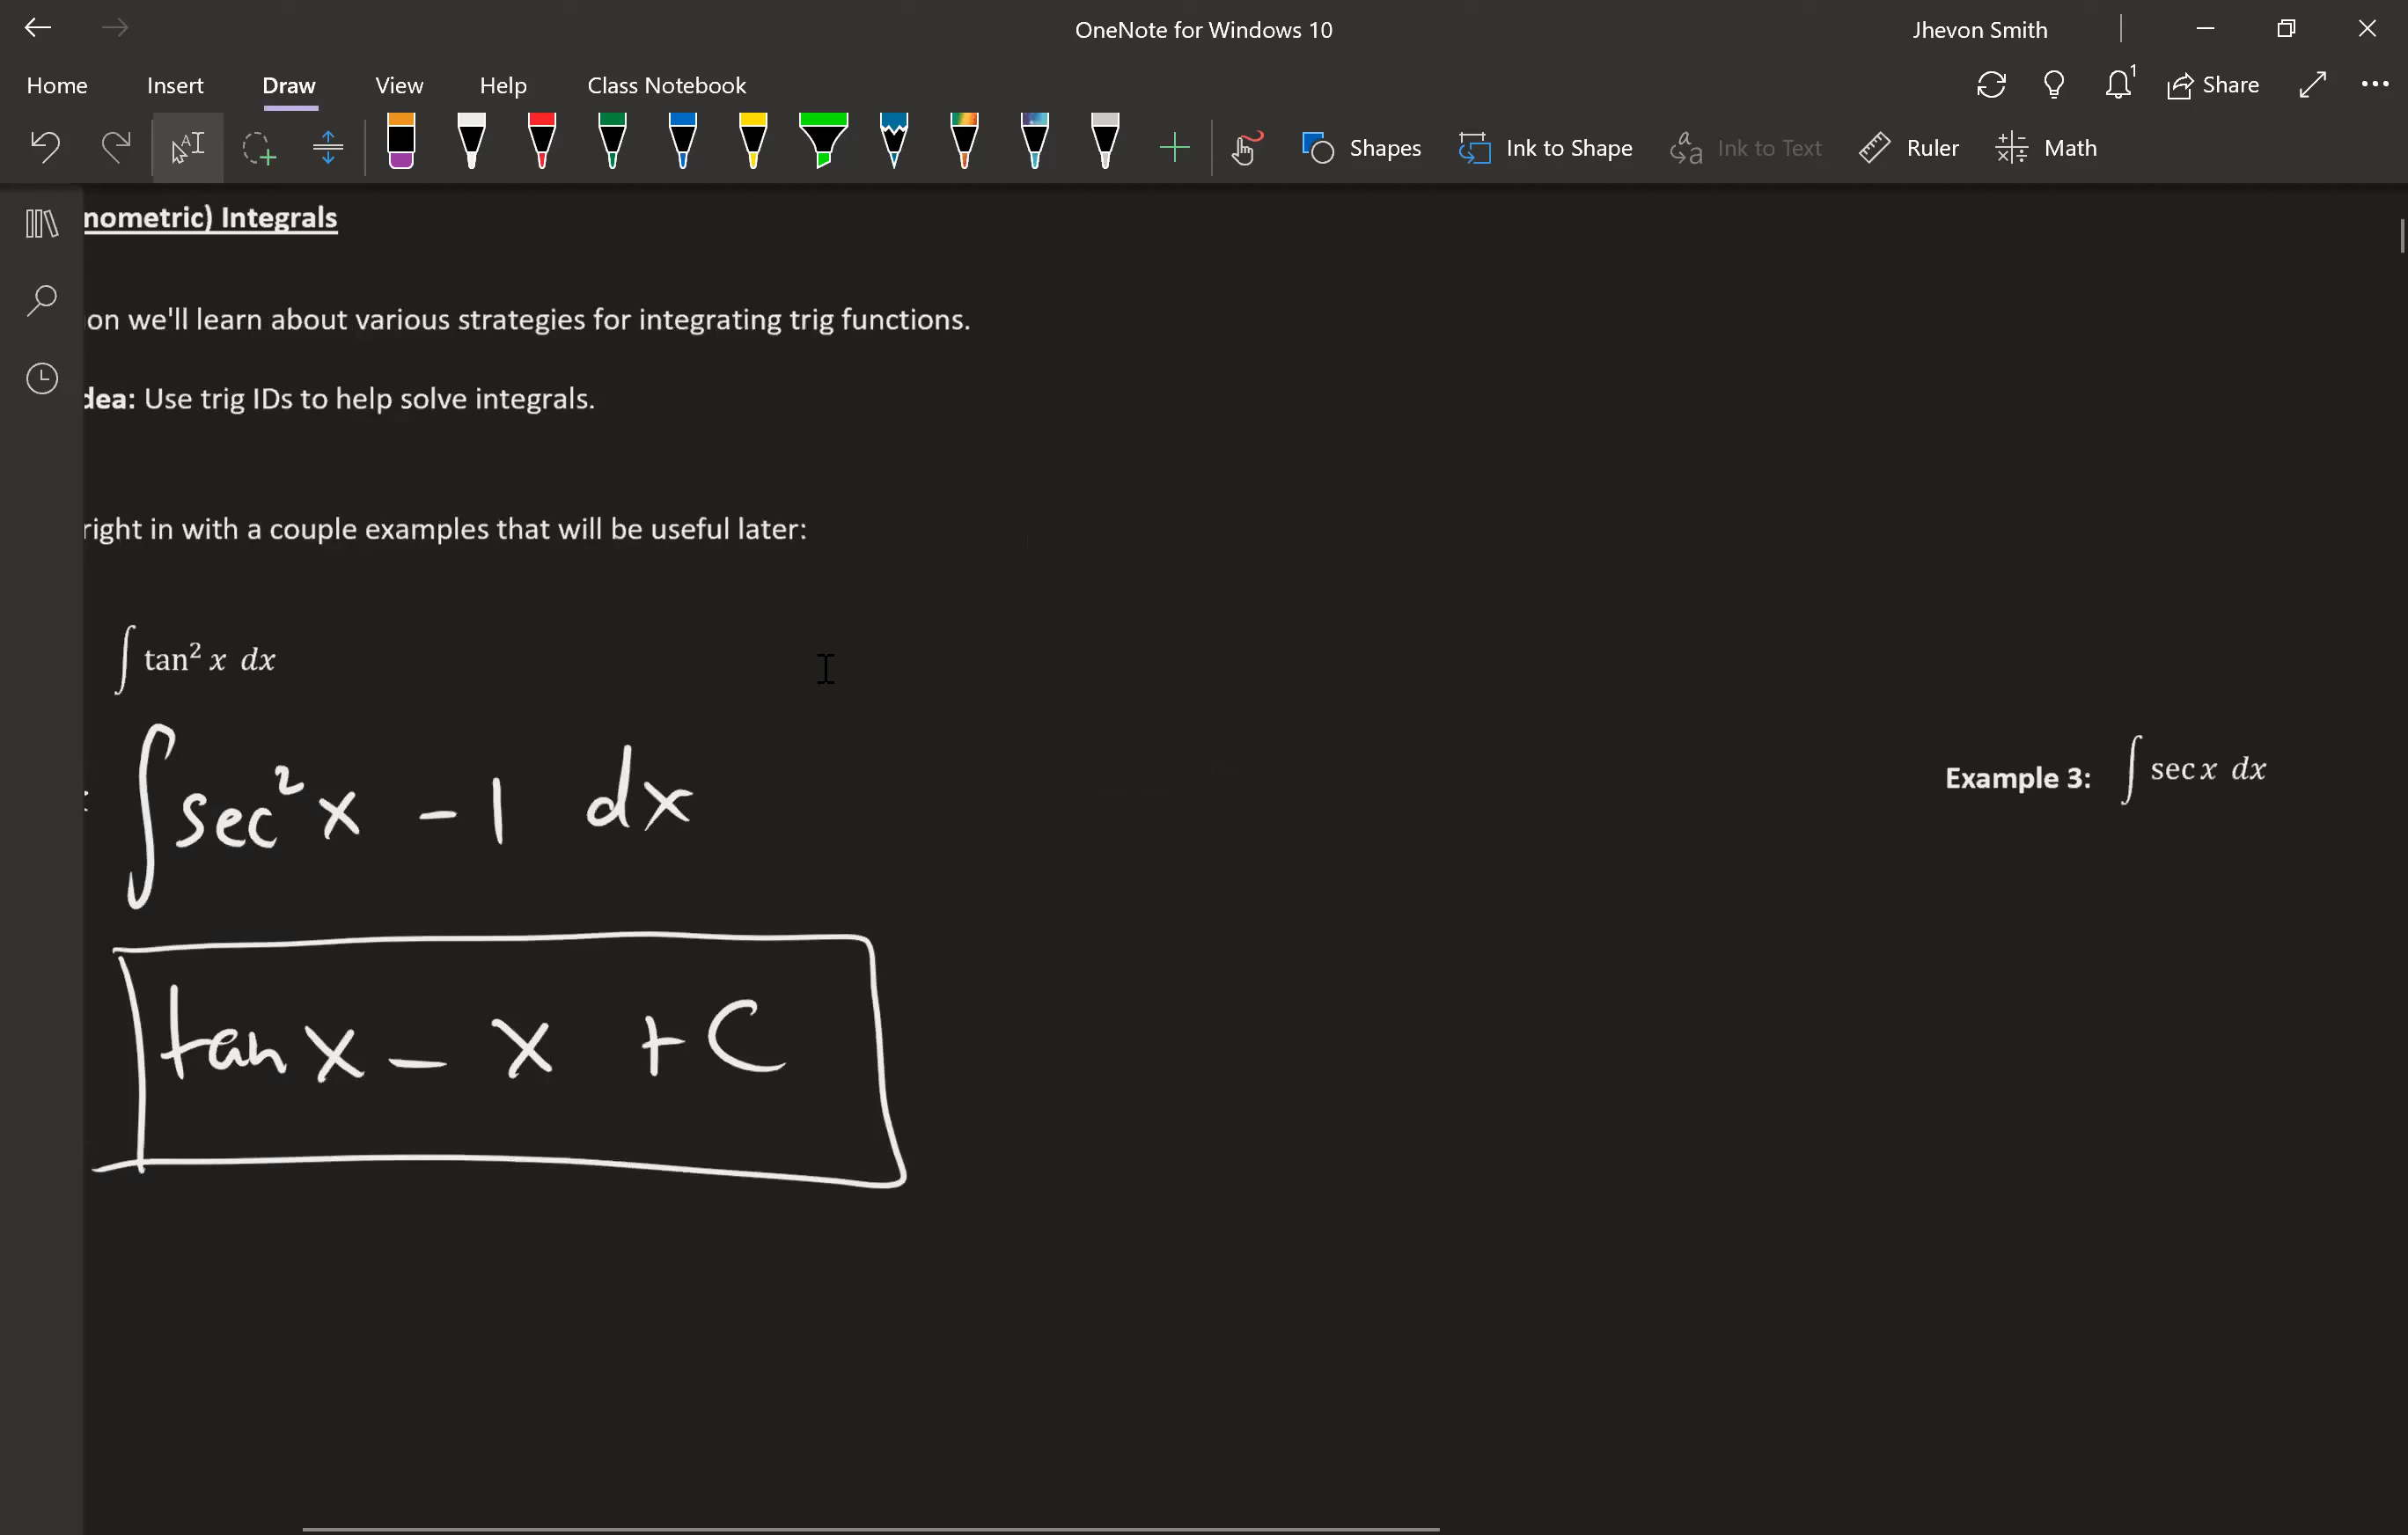 OneNote for Windows 10
Jhevon Smith
Home Insert Draw View Help Class Notebook
1
Share
Shapes Ink to Shape Ink to Text Ruler Math
nometric) Integrals
on we'll learn about various strategies for integrating trig functions.
dea: Use trig IDs to help solve integrals.
right in with a couple examples that will be useful later:
∫ tan² x dx
∫ sec² x - 1 dx
Example 3: ∫ sec x dx
tan x - x + C